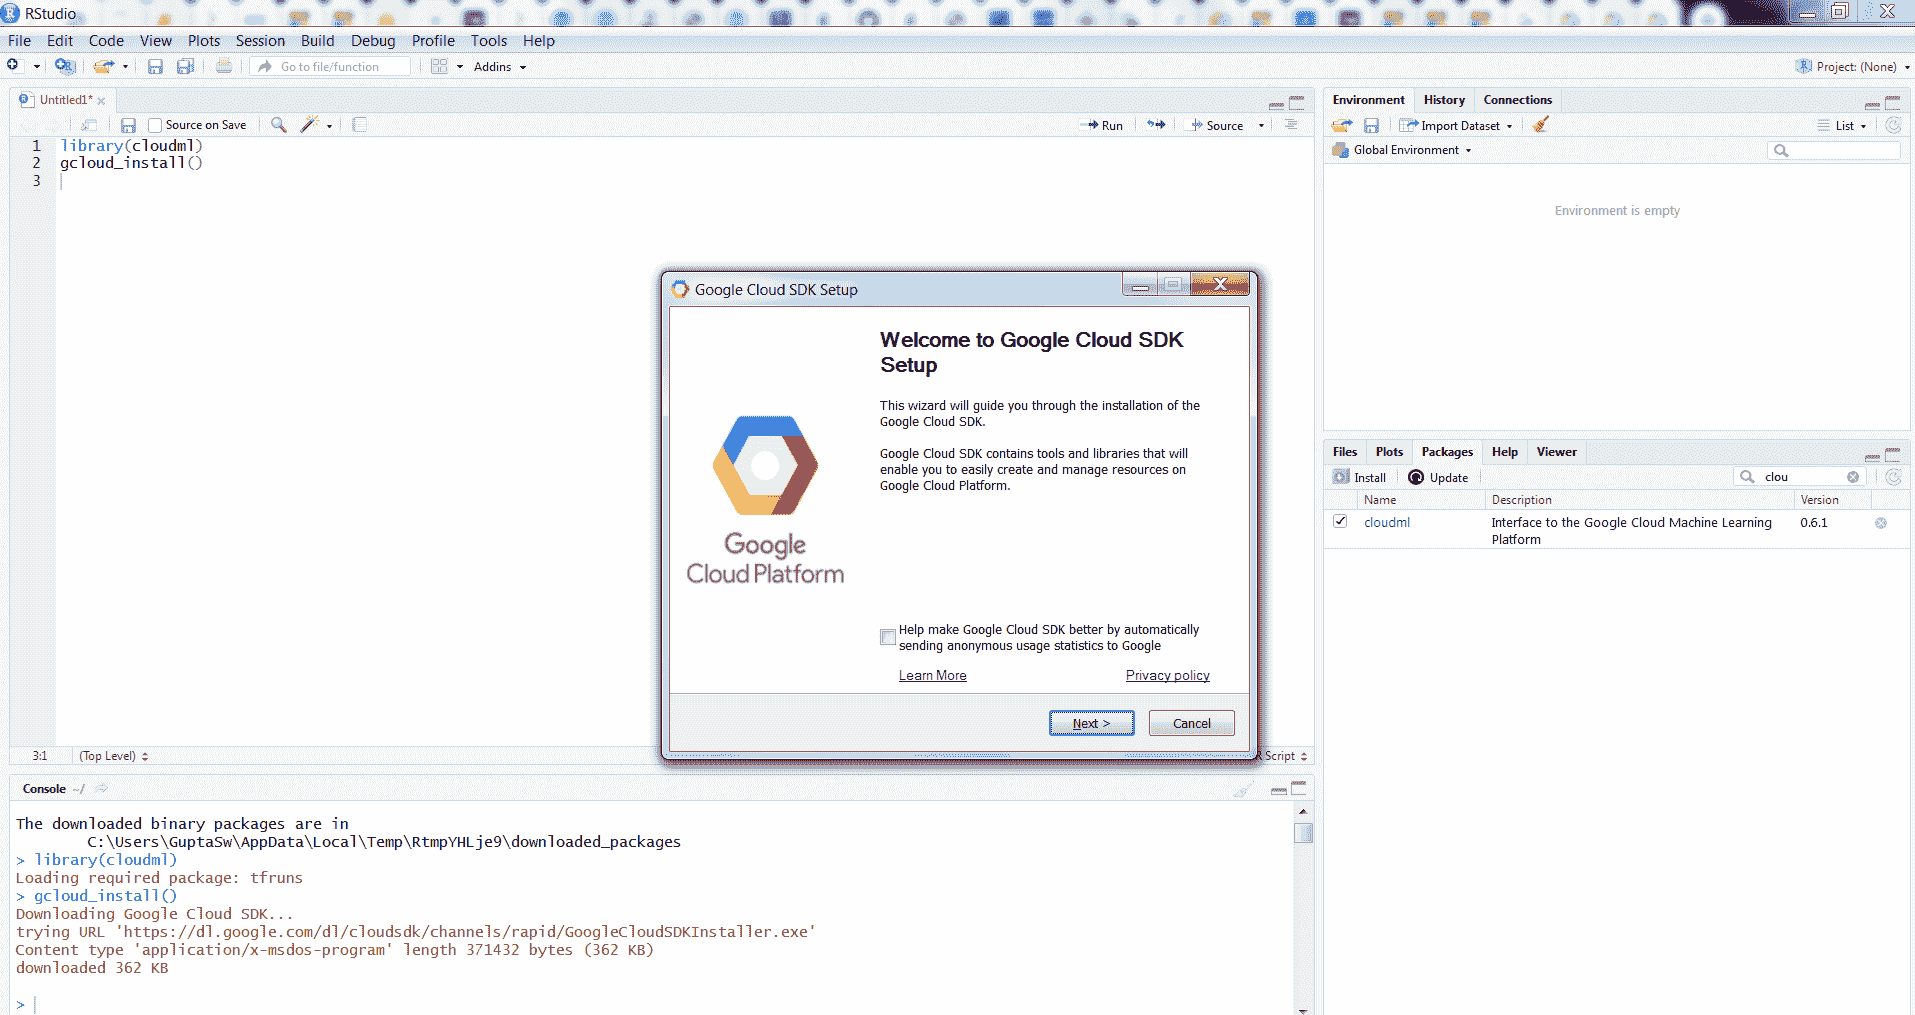 RStudio
File Edit Code View Plots Session Build Debug Profile Tools Help
Go to file/function Addins Project: (None)
Untitled1*
Source on Save Run Source
1 library(cloudml)
2 gcloud_install()
3
3:1 (Top Level) R Script
Console ~/
The downloaded binary packages are in
C:\Users\GuptaSw\AppData\Local\Temp\RtmpYHLje9\downloaded_packages
> library(cloudml)
Loading required package: tfruns
> gcloud_install()
Downloading Google Cloud SDK...
trying URL 'https://dl.google.com/dl/cloudsdk/channels/rapid/GoogleCloudSDKInstaller.exe'
Content type 'application/x-msdos-program' length 371432 bytes (362 KB)
downloaded 362 KB
>
Environment History Connections
Import Dataset List
Global Environment
Environment is empty
Files Plots Packages Help Viewer
Install Update clou
Name Description Version
cloudml Interface to the Google Cloud Machine Learning 0.6.1
Platform
Google Cloud SDK Setup
Welcome to Google Cloud SDK
Setup
This wizard will guide you through the installation of the
Google Cloud SDK.
Google Cloud SDK contains tools and libraries that will
enable you to easily create and manage resources on
Google Cloud Platform.
Google
Cloud Platform
Help make Google Cloud SDK better by automatically
sending anonymous usage statistics to Google
Learn More Privacy policy
Next > Cancel